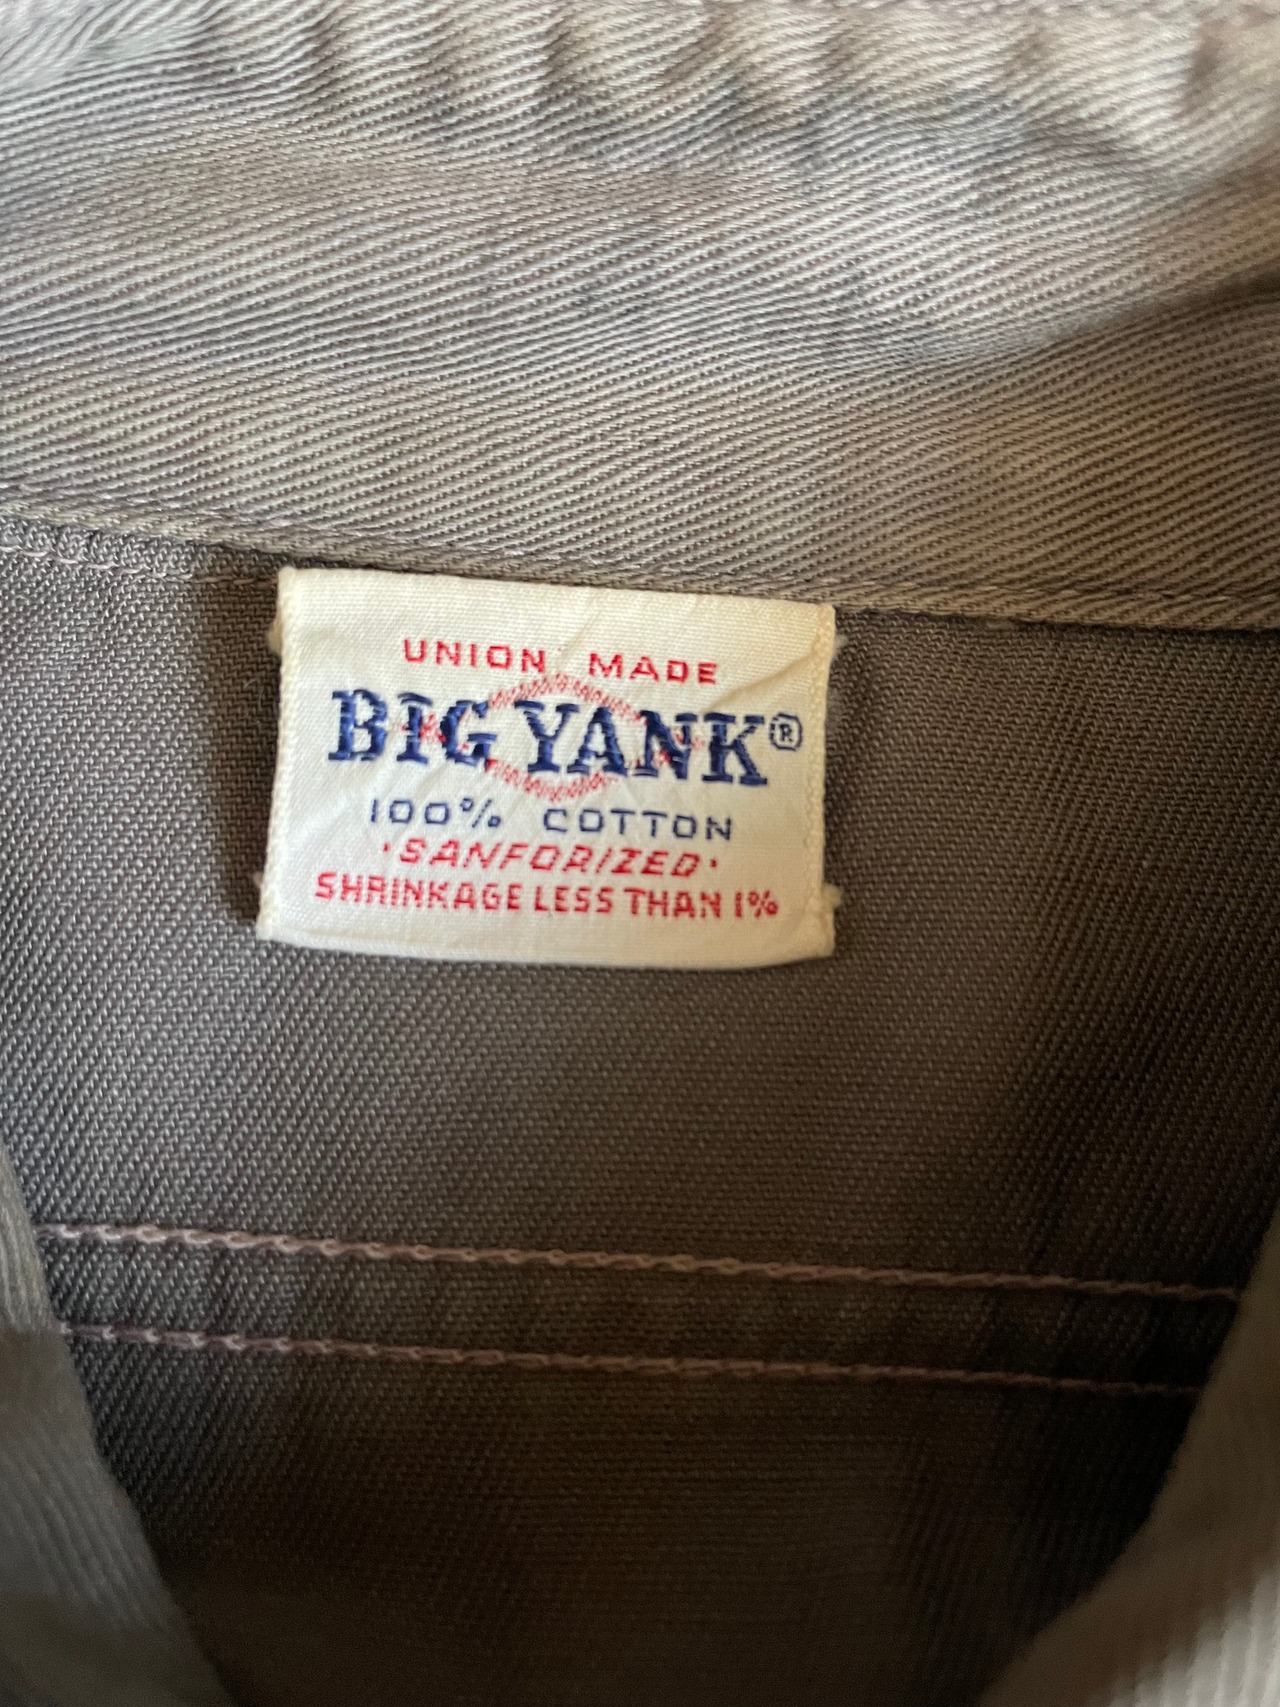 UNION MADE
BIG YANK®
100% COTTON
·SANFORIZED·
SHRINKAGE LESS THAN 1%